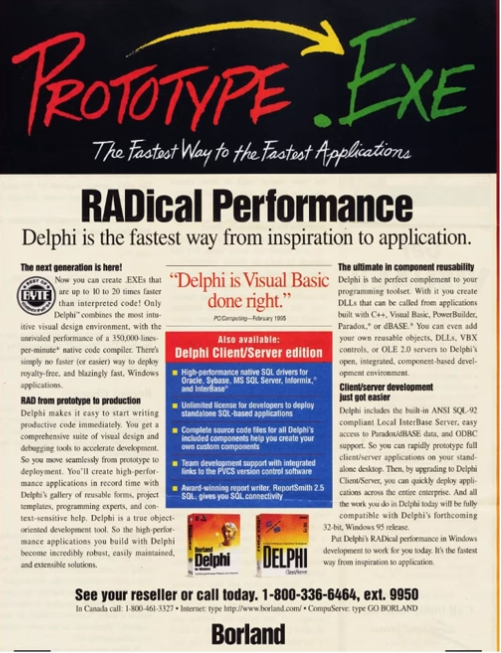 PROTOTYPE .EXE
The Fastest Way to the Fastest Applications
RADical Performance
Delphi is the fastest way from inspiration to application.
The next generation is here!
Now you can create .EXEs that
are up to 10 to 20 times faster
than interpreted code! Only
Delphi™ combines the most intu-
itive visual design environment, with the
unrivaled performance of a 350,000-lines-
per-minute* native code compiler. There's
simply no faster (or easier) way to deploy
royalty-free, and blazingly fast, Windows
applications.
RAD from prototype to production
Delphi makes it easy to start writing
productive code immediately. You get a
comprehensive suite of visual design and
debugging tools to accelerate development.
So you move seamlessly from prototype to
deployment. You'll create high-perfor-
mance applications in record time with
Delphi's gallery of reusable forms, project
templates, programming experts, and con-
text-sensitive help. Delphi is a true object-
oriented development tool. So the high-perfor-
mance applications you build with Delphi
become incredibly robust, easily maintained,
and extensible solutions.
"Delphi is Visual Basic
done right."
PC/Computing—February 1995
Also available:
Delphi Client/Server edition
High-performance native SQL drivers for
Oracle, Sybase, MS SQL Server, Informix,®
and InterBase®
Unlimited license for developers to deploy
standalone SQL-based applications
Complete source code files for all Delphi's
included components help you create your
own custom components
Team development support with integrated
links to the PVCS version control software
Award-winning report writer, ReportSmith 2.5
SQL, gives you SQL connectivity
Borland
Delphi
DELPHI
Client/Server
The ultimate in component reusability
Delphi is the perfect complement to your
programming toolset. With it you create
DLLs that can be called from applications
built with C++, Visual Basic, PowerBuilder,
Paradox,® or dBASE.® You can even add
your own reusable objects, DLLs, VBX
controls, or OLE 2.0 servers to Delphi's
open, integrated, component-based devel-
opment environment.
Client/server development
just got easier
Delphi includes the built-in ANSI SQL-92
compliant Local InterBase Server, easy
access to Paradox/dBASE data, and ODBC
support. So you can rapidly prototype full
client/server applications on your stand-
alone desktop. Then, by upgrading to Delphi
Client/Server, you can quickly deploy appli-
cations across the entire enterprise. And all
the work you do in Delphi today will be fully
compatible with Delphi's forthcoming
32-bit, Windows 95 release.
Put Delphi's RADical performance in Windows
development to work for you today. It's the fastest
way from inspiration to application.
See your reseller or call today. 1-800-336-6464, ext. 9950
In Canada call: 1-800-461-3327 • Internet: type http://www.borland.com/ • CompuServe: type GO BORLAND
Borland